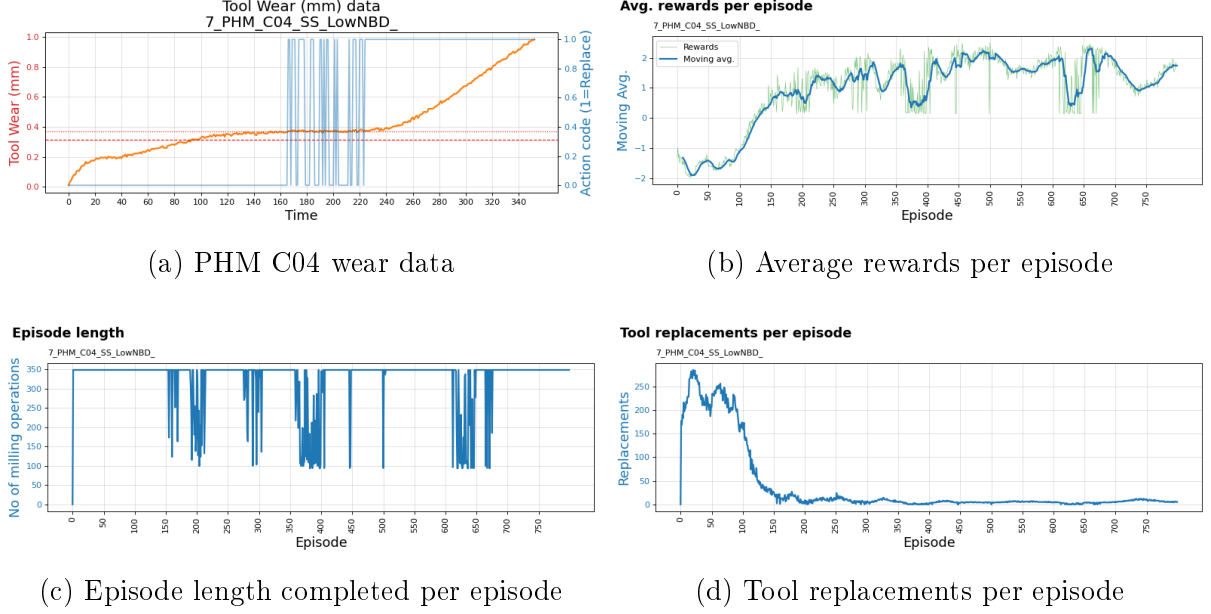 Tool Wear (mm) data
7_PHM_C04_SS_LowNBD_
Tool Wear (mm)
1.0
0.8
0.6
0.4
0.2
0.0
1.0
0.8
0.6
0.4
0.2
0.0
Action code (1=Replace)
0 20 40 60 80 100 120 140 160 180 200 220 240 260 280 300 320 340
Time
(a) PHM C04 wear data
Avg. rewards per episode
7_PHM_C04_SS_LowNBD_
Rewards
Moving avg.
Moving Avg.
2
1
0
−1
−2
0 50 100 150 200 250 300 350 400 450 500 550 600 650 700 750
Episode
(b) Average rewards per episode
Episode length
7_PHM_C04_SS_LowNBD_
No of milling operations
350
300
250
200
150
100
50
0
0 50 100 150 200 250 300 350 400 450 500 550 600 650 700 750
Episode
(c) Episode length completed per episode
Tool replacements per episode
7_PHM_C04_SS_LowNBD_
Replacements
250
200
150
100
50
0
0 50 100 150 200 250 300 350 400 450 500 550 600 650 700 750
Episode
(d) Tool replacements per episode